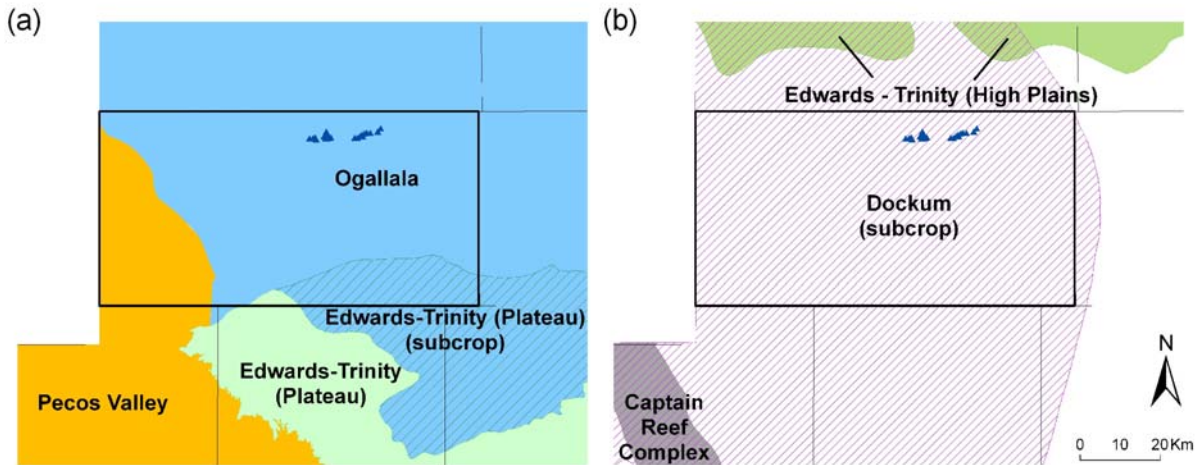 (a)
Ogallala
Edwards-Trinity (Plateau)
(subcrop)
Edwards-Trinity
(Plateau)
Pecos Valley
(b)
Edwards - Trinity (High Plains)
Dockum
(subcrop)
Captain
Reef
Complex
N
0 10 20 Km